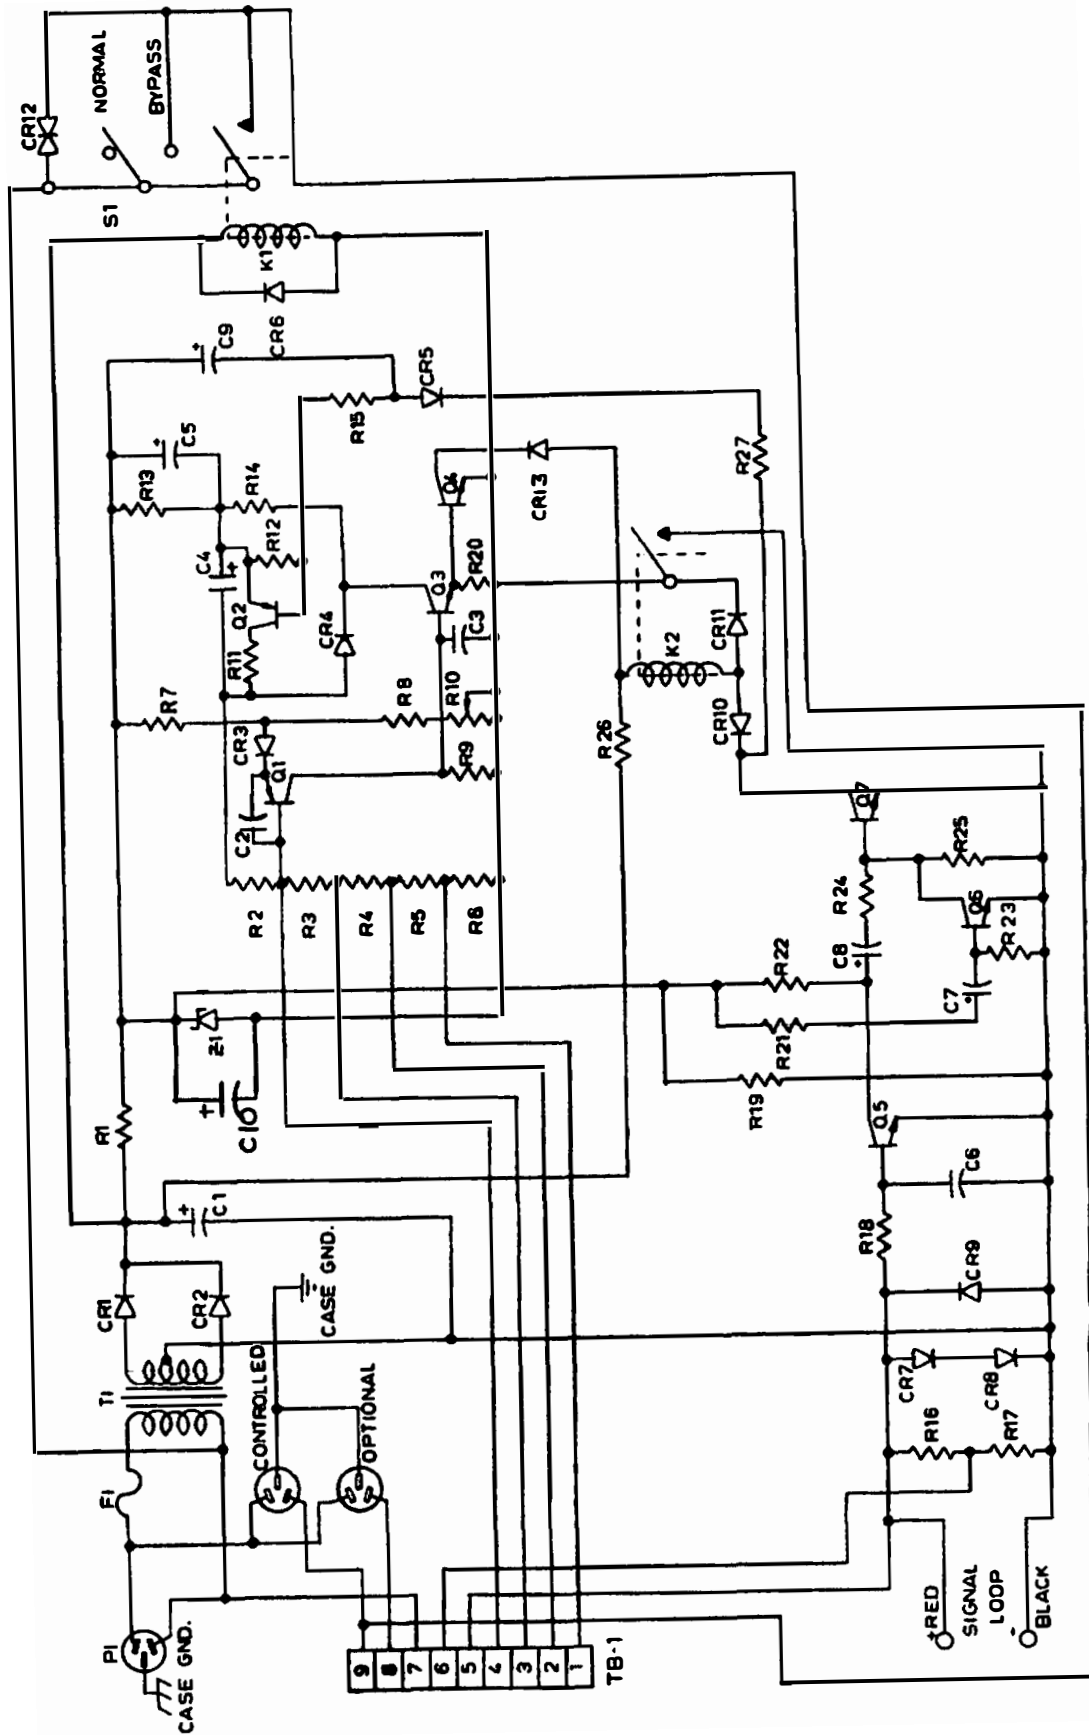 P1
CASE GND.
F1
T1
CR1
CR2
R1
C1
+
CONTROLLED
OPTIONAL
CASE GND.
C10
+
Z1
R2
R3
R4
R5
R6
C2
Q1
CR3
R7
R8
R9
R10
R11
Q2
C4
+
R12
CR4
Q3
C3
R20
R13
R14
C5
+
C9
+
R15
CR5
Q4
CR13
CR6
K1
S1
CR12
NORMAL
BYPASS
R26
K2
CR10
CR11
R27
TB-1
9
8
7
6
5
4
3
2
1
+RED
SIGNAL
LOOP
-
BLACK
R16
R17
CR7
CR8
CR9
R18
C6
Q5
R19
R21
R22
C7
+
C8
+
R23
Q6
R24
R25
Q7